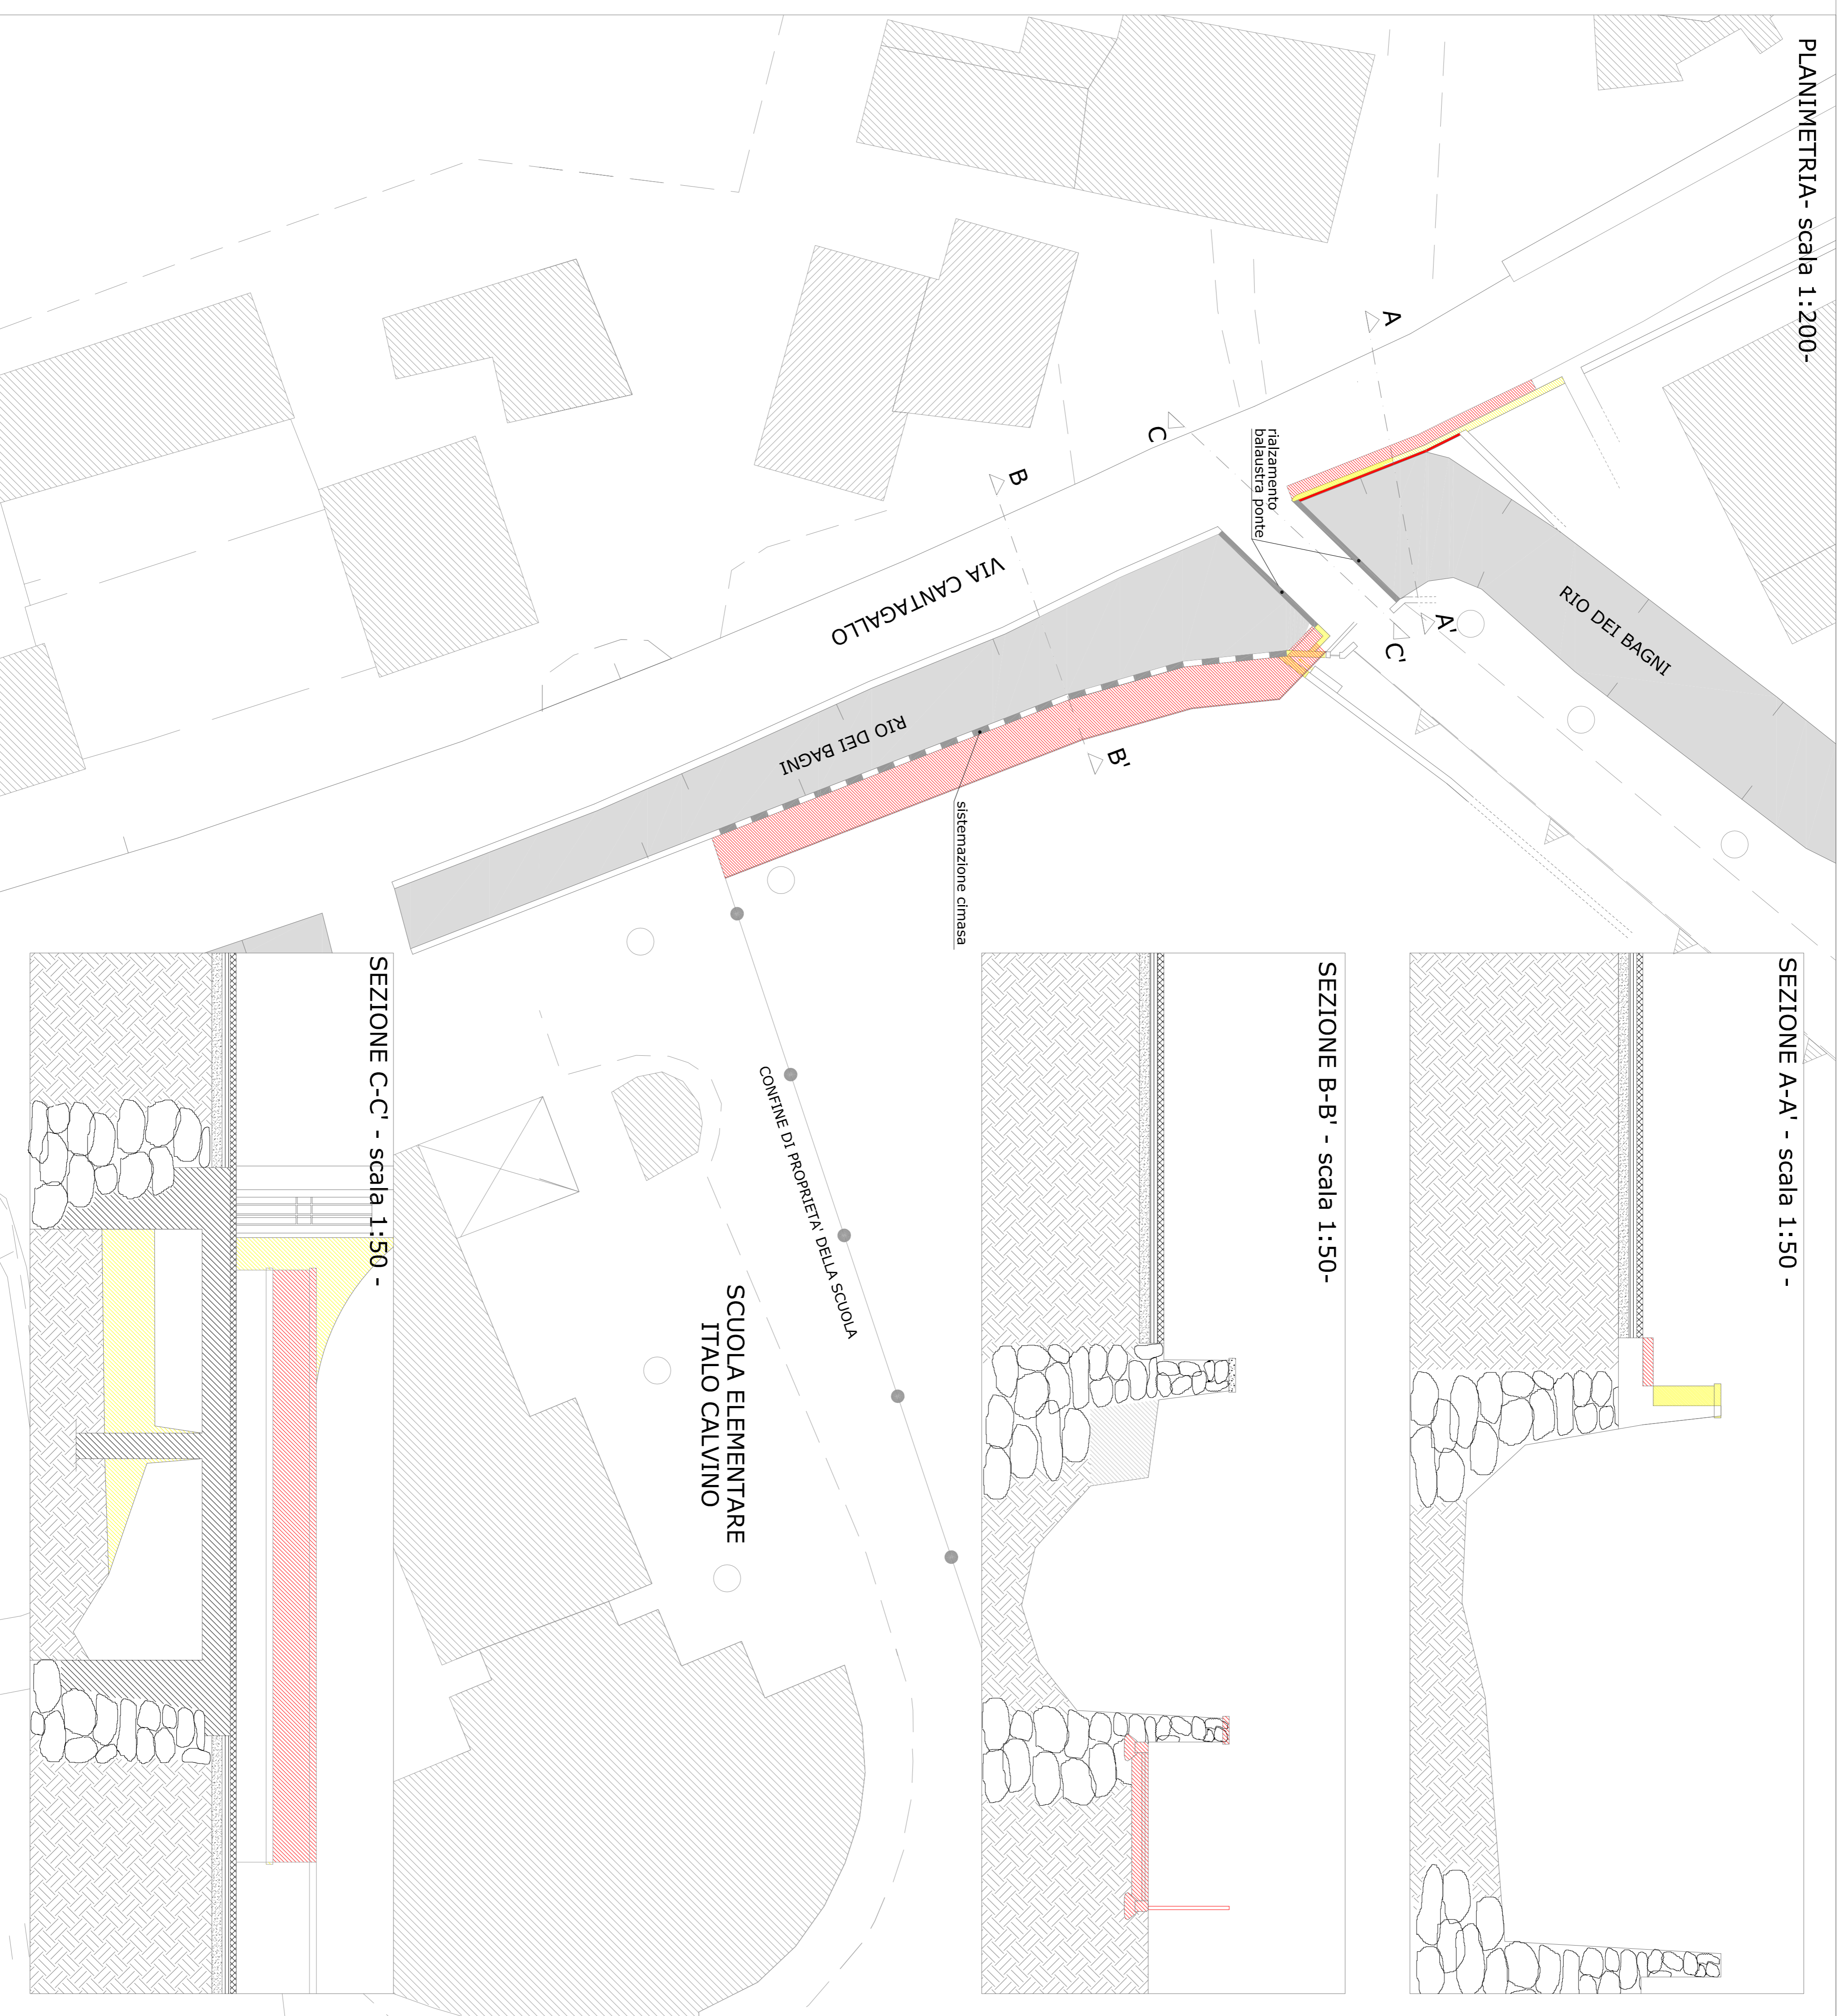 PLANIMETRIA- scala 1:200-
A
C
B
rialzamento
balaustra ponte
VIA CANTAGALLO
RIO DEI BAGNI
A'
C'
RIO DEI BAGNI
B'
sistemazione cimasa
CONFINE DI PROPRIETA' DELLA SCUOLA
SCUOLA ELEMENTARE
ITALO CALVINO
SEZIONE A-A' - scala 1:50 -
SEZIONE B-B' - scala 1:50-
SEZIONE C-C' - scala 1:50 -